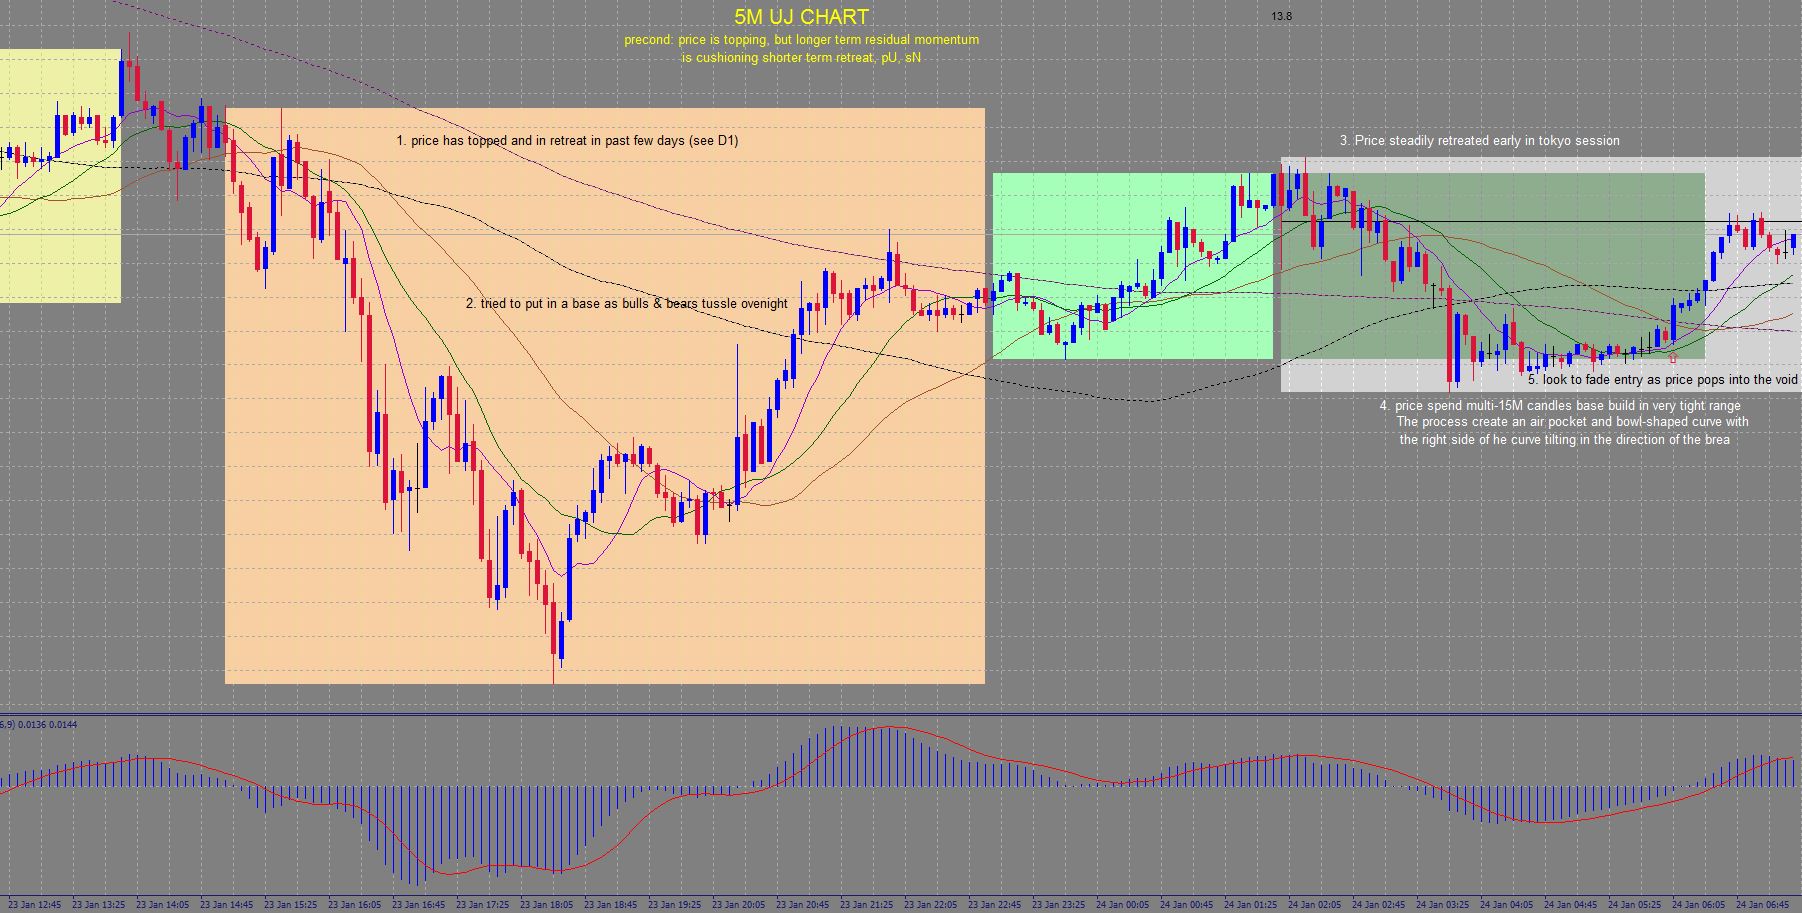 5M UJ CHART
13.8
precond: price is topping, but longer term residual momentum
is cushioning shorter term retreat, pU, sN
1. price has topped and in retreat in past few days (see D1)
3. Price steadily retreated early in tokyo session
2. tried to put in a base as bulls & bears tussle ovenight
5. look to fade entry as price pops into the void
4. price spend multi-15M candles base build in very tight range
The process create an air pocket and bowl-shaped curve with
the right side of he curve tilting in the direction of the brea
6,9) 0.0136 0.0144
23 Jan 12:45 23 Jan 13:25 23 Jan 14:05 23 Jan 14:45 23 Jan 15:25 23 Jan 16:05 23 Jan 16:45 23 Jan 17:25 23 Jan 18:05 23 Jan 18:45 23 Jan 19:25 23 Jan 20:05 23 Jan 20:45 23 Jan 21:25 23 Jan 22:05 23 Jan 22:45 23 Jan 23:25 24 Jan 00:05 24 Jan 00:45 24 Jan 01:25 24 Jan 02:05 24 Jan 02:45 24 Jan 03:25 24 Jan 04:05 24 Jan 04:45 24 Jan 05:25 24 Jan 06:05 24 Jan 06:45